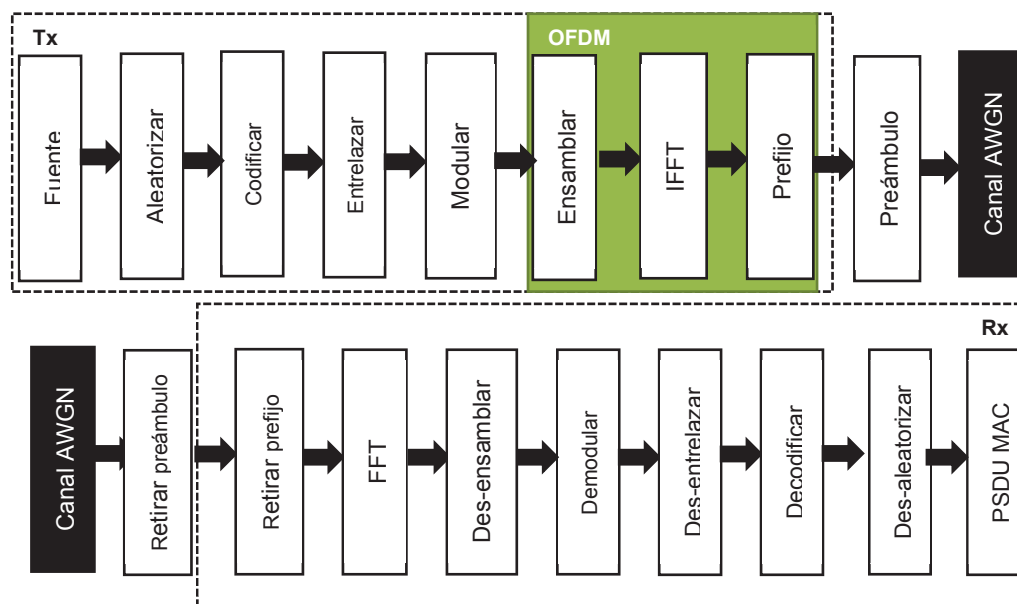 Tx
OFDM
Fuente
Aleatorizar
Codificar
Entrelazar
Modular
Ensamblar
IFFT
Prefijo
Preámbulo
Canal AWGN
Rx
Canal AWGN
Retirar preámbulo
Retirar prefijo
FFT
Des-ensamblar
Demodular
Des-entrelazar
Decodificar
Des-aleatorizar
PSDU MAC